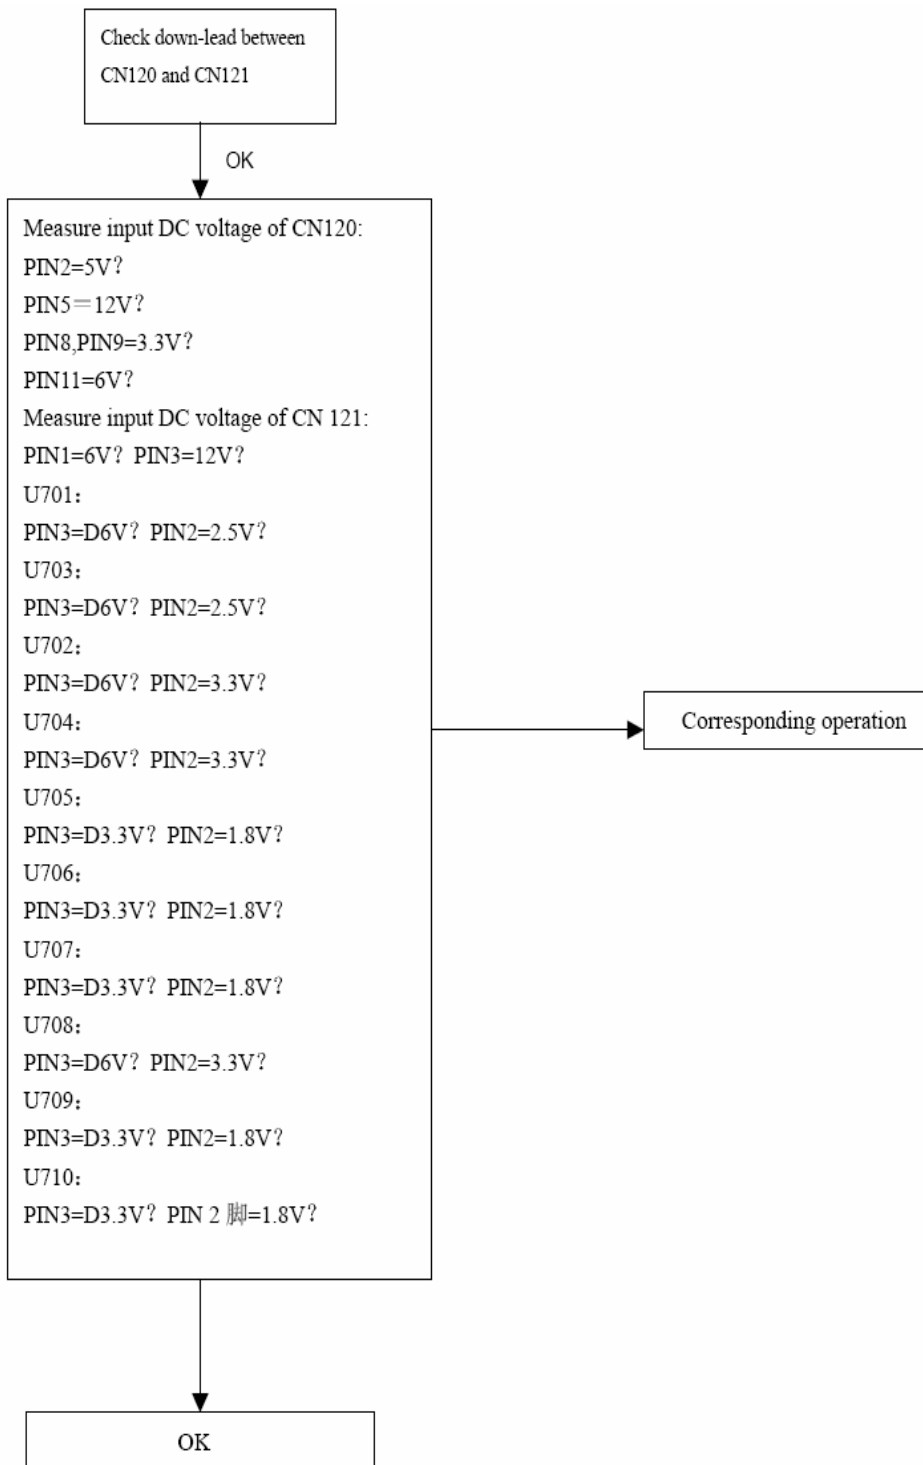 Check down-lead between
CN120 and CN121
OK
Measure input DC voltage of CN120:
PIN2=5V？
PIN5＝12V？
PIN8,PIN9=3.3V？
PIN11=6V？
Measure input DC voltage of CN 121:
PIN1=6V？PIN3=12V？
U701：
PIN3=D6V？PIN2=2.5V？
U703：
PIN3=D6V？PIN2=2.5V？
U702：
PIN3=D6V？PIN2=3.3V？
U704：
PIN3=D6V？PIN2=3.3V？
U705：
PIN3=D3.3V？PIN2=1.8V？
U706：
PIN3=D3.3V？PIN2=1.8V？
U707：
PIN3=D3.3V？PIN2=1.8V？
U708：
PIN3=D6V？PIN2=3.3V？
U709：
PIN3=D3.3V？PIN2=1.8V？
U710：
PIN3=D3.3V？PIN 2 脚=1.8V？
Corresponding operation
OK